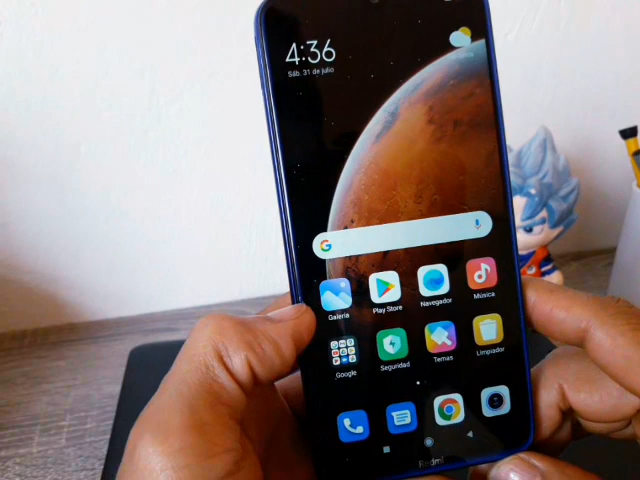 4:36
Sáb. 31 de julio
G
Galería
Play Store
Navegador
Música
Google
Seguridad
Temas
Limpiador
Redmi